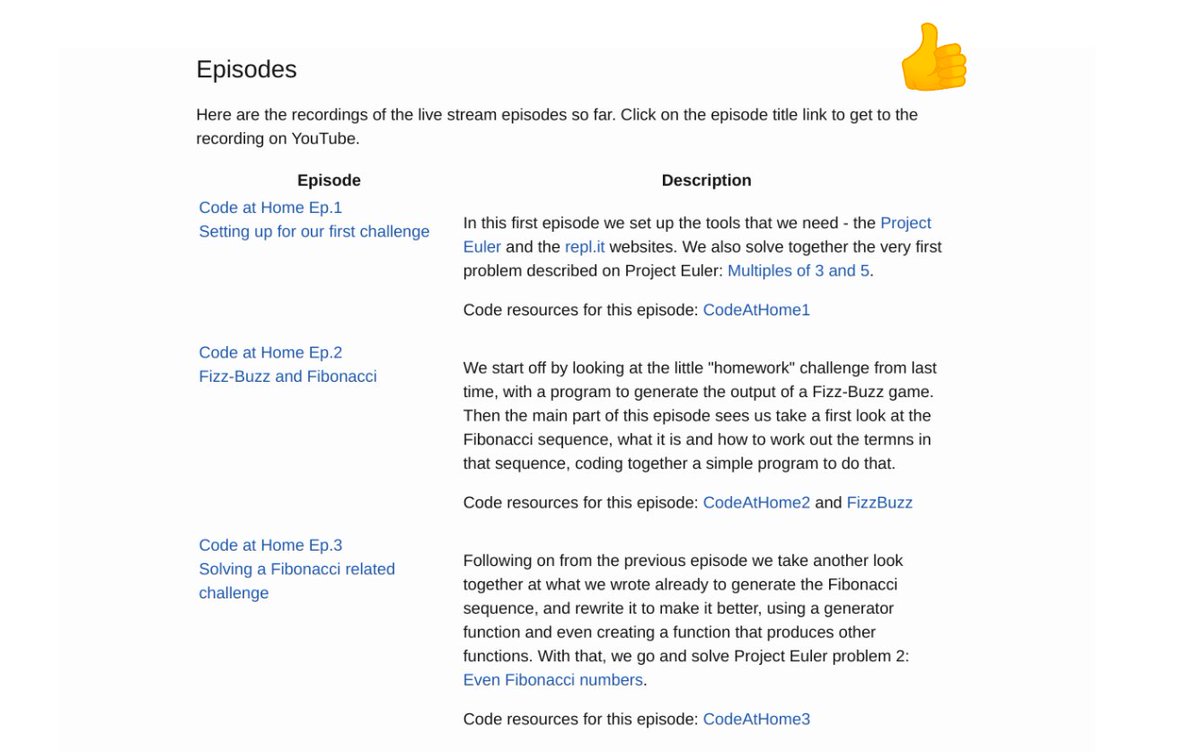 Episodes
Here are the recordings of the live stream episodes so far. Click on the episode title link to get to the
recording on YouTube.
Episode Description
Code at Home Ep.1
Setting up for our first challenge
In this first episode we set up the tools that we need - the Project
Euler and the repl.it websites. We also solve together the very first
problem described on Project Euler: Multiples of 3 and 5.
Code resources for this episode: CodeAtHome1
Code at Home Ep.2
Fizz-Buzz and Fibonacci
We start off by looking at the little "homework" challenge from last
time, with a program to generate the output of a Fizz-Buzz game.
Then the main part of this episode sees us take a first look at the
Fibonacci sequence, what it is and how to work out the termns in
that sequence, coding together a simple program to do that.
Code resources for this episode: CodeAtHome2 and FizzBuzz
Code at Home Ep.3
Solving a Fibonacci related
challenge
Following on from the previous episode we take another look
together at what we wrote already to generate the Fibonacci
sequence, and rewrite it to make it better, using a generator
function and even creating a function that produces other
functions. With that, we go and solve Project Euler problem 2:
Even Fibonacci numbers.
Code resources for this episode: CodeAtHome3